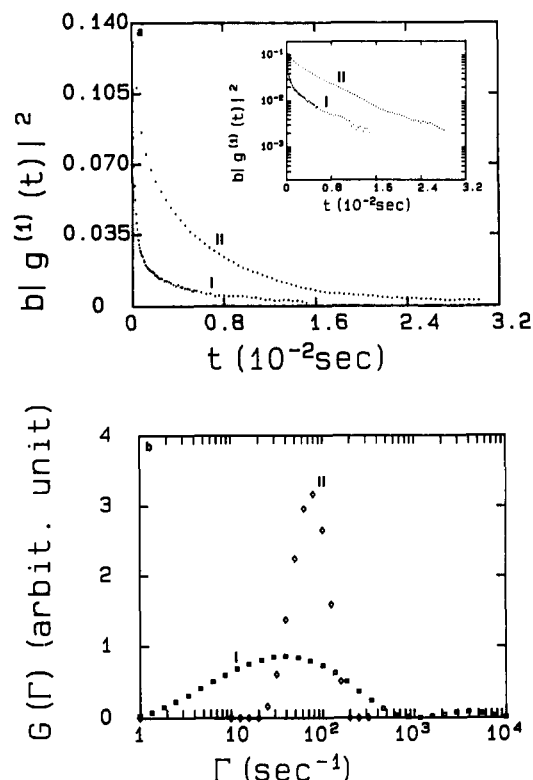 0.140
0.105
0.070
0.035
0
a
b|g(1)(t)|2
I
II
0.8
1.6
2.4
3.2
t (10-2sec)
10-1
10-2
10-3
b|g(1)(t)|2
II
I
0
0.8
1.6
2.4
3.2
t (10-2sec)
b
4
3
2
1
0
G(Γ) (arbit. unit)
I
II
1
10
102
103
104
Γ (sec-1)